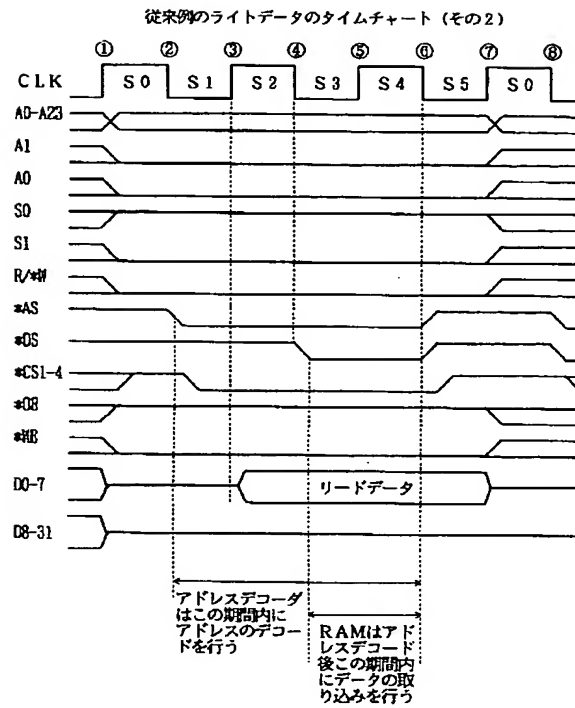 従来例のライトデータのタイムチャート (その2)
① ② ③ ④ ⑤ ⑥ ⑦ ⑧
CLK S0 S1 S2 S3 S4 S5 S0
A0-A23
A1
A0
S0
S1
R/*W
*AS
*DS
*CS1-4
*OE
*WE
D0-7 リードデータ
D8-31
アドレスデコーダ
はこの期間内に
アドレスのデコー
ドを行う
RAMはアド
レスデコード
後この期間内
にデータの取
り込みを行う